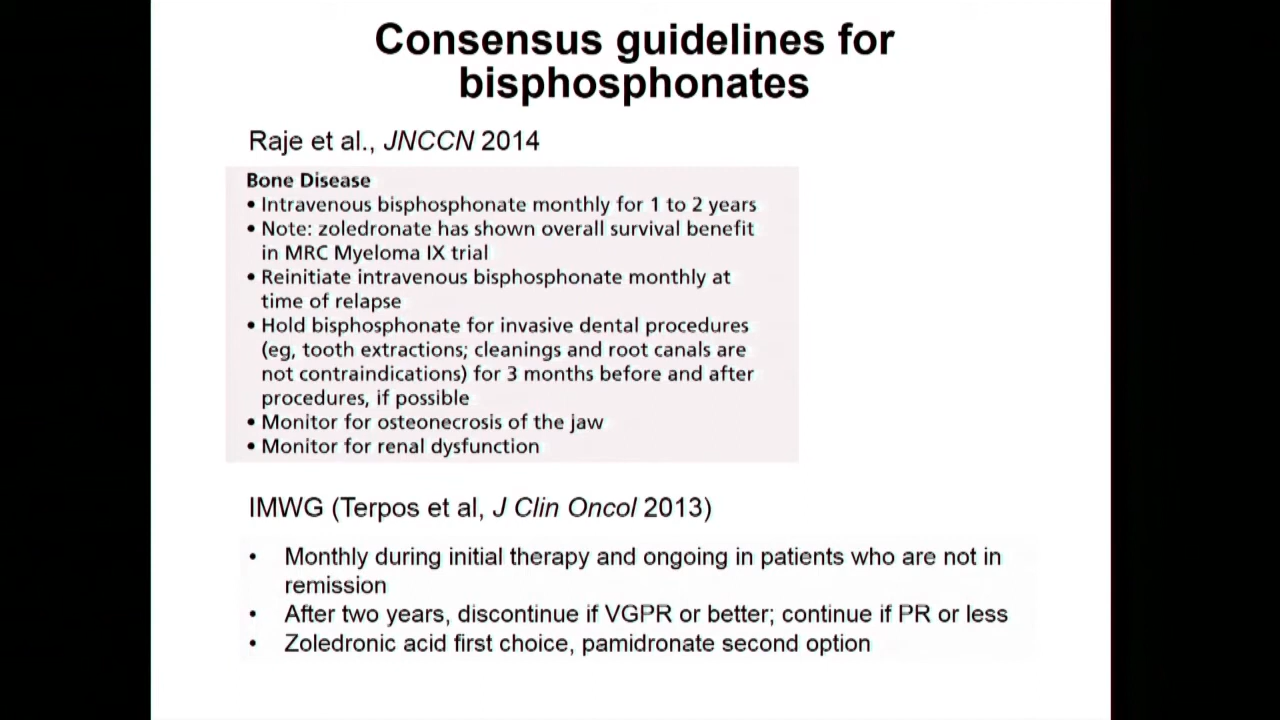 Consensus guidelines for
bisphosphonates
Raje et al., JNCCN 2014
Bone Disease
• Intravenous bisphosphonate monthly for 1 to 2 years
• Note: zoledronate has shown overall survival benefit
in MRC Myeloma IX trial
• Reinitiate intravenous bisphosphonate monthly at
time of relapse
• Hold bisphosphonate for invasive dental procedures
(eg, tooth extractions; cleanings and root canals are
not contraindications) for 3 months before and after
procedures, if possible
• Monitor for osteonecrosis of the jaw
• Monitor for renal dysfunction
IMWG (Terpos et al, J Clin Oncol 2013)
• Monthly during initial therapy and ongoing in patients who are not in
remission
• After two years, discontinue if VGPR or better; continue if PR or less
• Zoledronic acid first choice, pamidronate second option